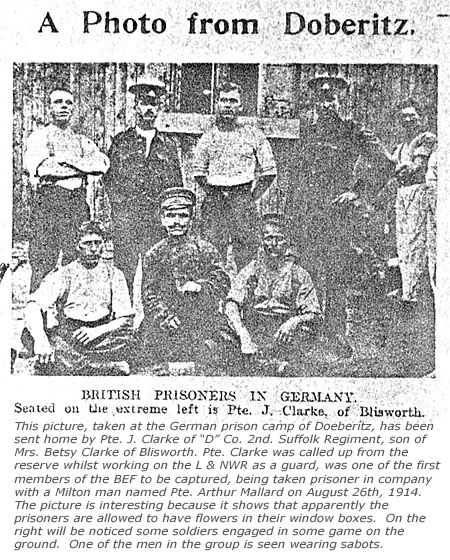 A Photo from Doberitz.
BRITISH PRISONERS IN GERMANY.
Seated on the extreme left is Pte. J. Clarke, of Blisworth.
This picture, taken at the German prison camp of Doeberitz, has been
sent home by Pte. J. Clarke of "D" Co. 2nd. Suffolk Regiment, son of
Mrs. Betsy Clarke of Blisworth. Pte. Clarke was called up from the
reserve whilst working on the L & NWR as a guard, was one of the first
members of the BEF to be captured, being taken prisoner in company
with a Milton man named Pte. Arthur Mallard on August 26th, 1914.
The picture is interesting because it shows that apparently the
prisoners are allowed to have flowers in their window boxes. On the
right will be noticed some soldiers engaged in some game on the
ground. One of the men in the group is seen wearing sabots.